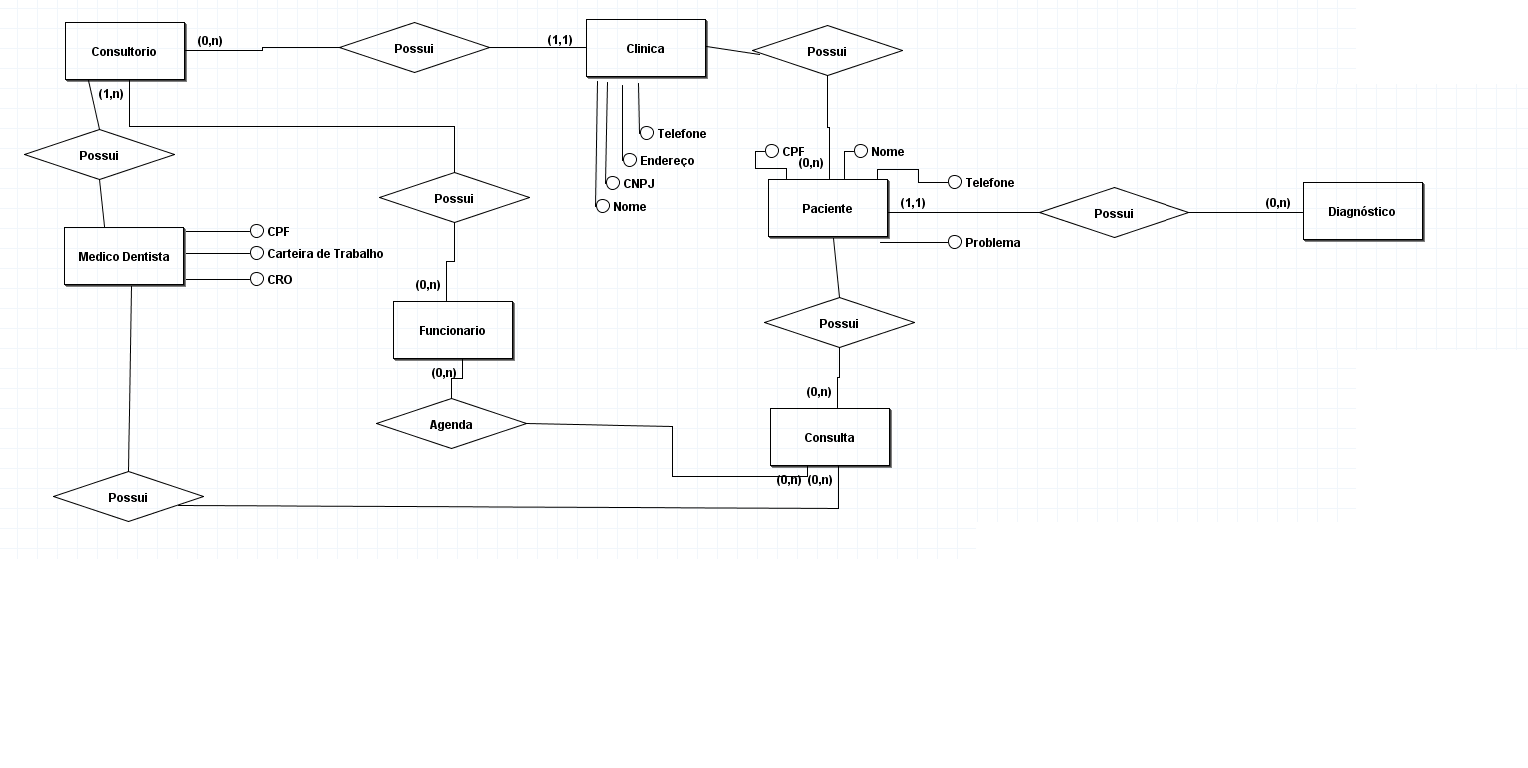 Consultorio
(0,n)
Possui
(1,1)
Clinica
Possui
(1,n)
Possui
Telefone
Endereço
CNPJ
Nome
CPF
(0,n)
Nome
Telefone
Paciente
(1,1)
Possui
(0,n)
Diagnóstico
Problema
Possui
Medico Dentista
CPF
Carteira de Trabalho
CRO
(0,n)
Funcionario
(0,n)
Possui
(0,n)
Agenda
Consulta
(0,n)
(0,n)
Possui